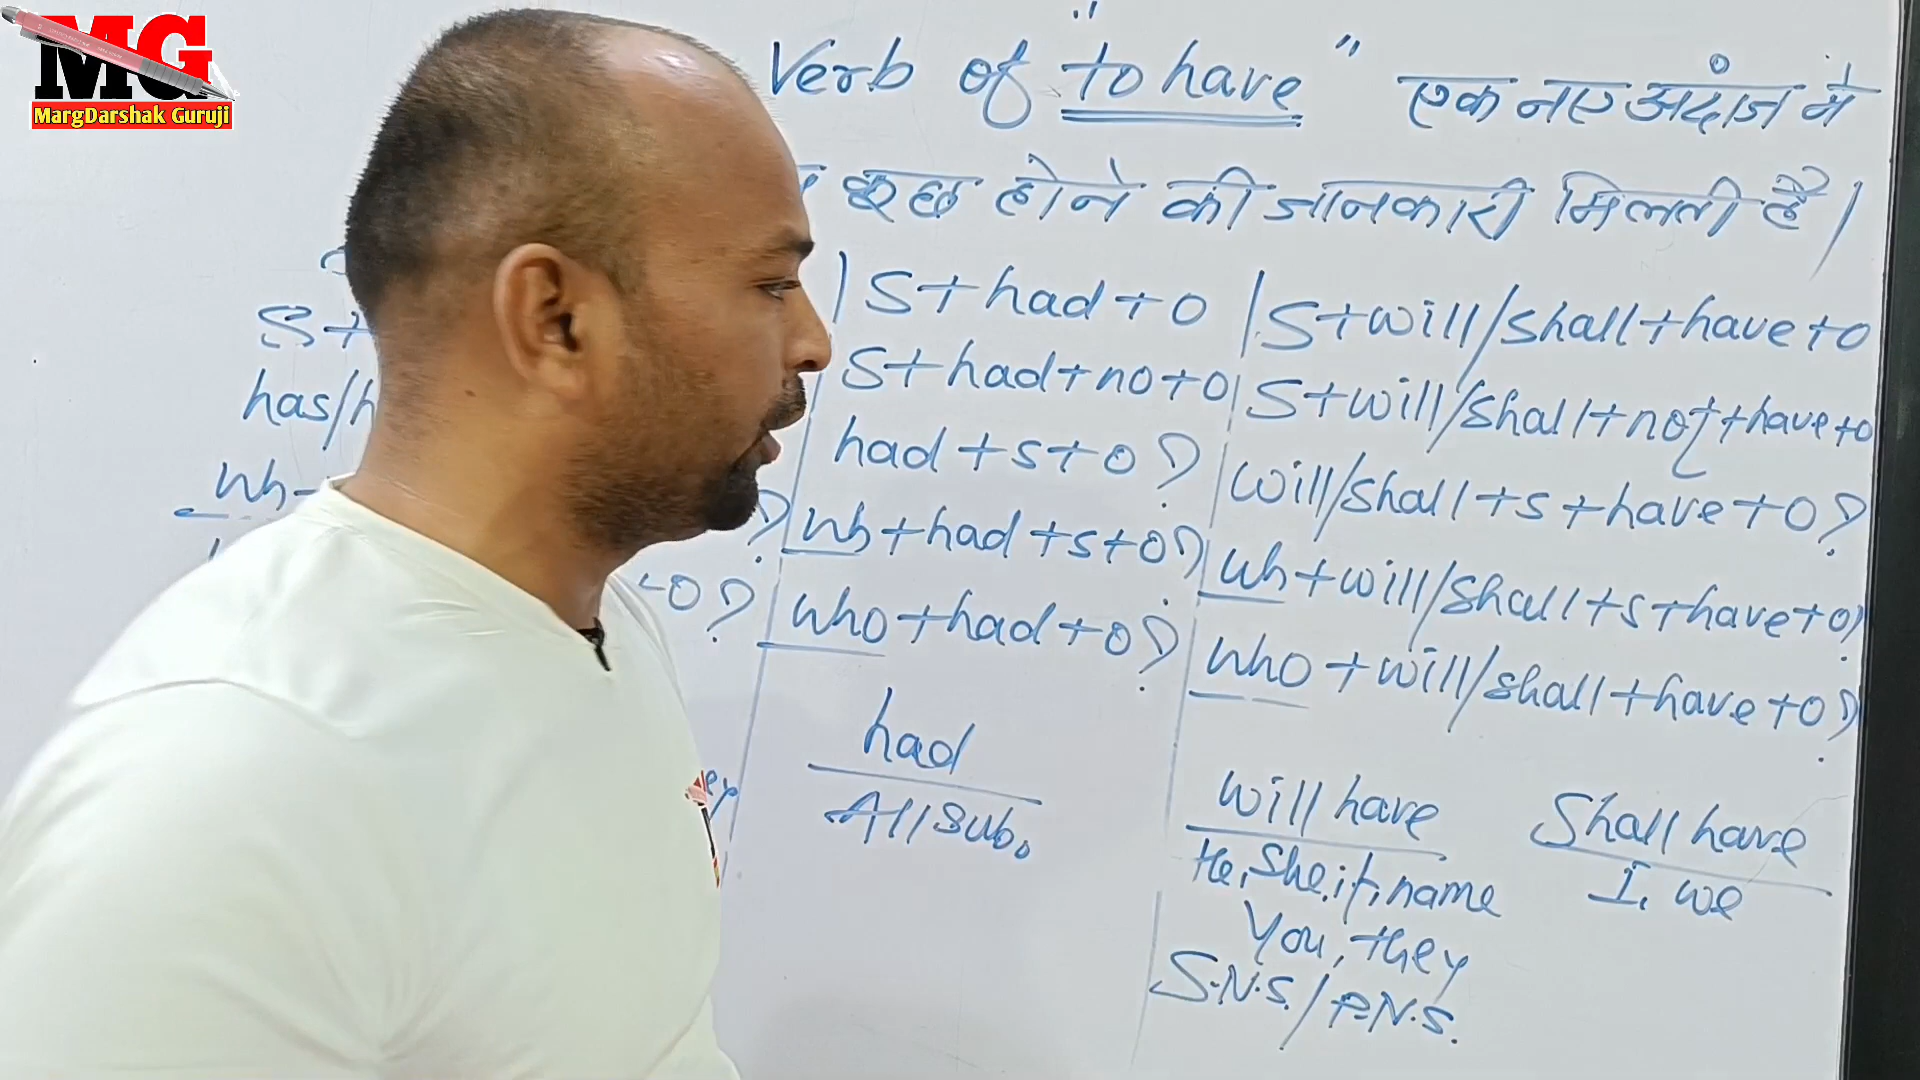 MG
MargDarshak Guruji
Verb of "to have" एक नए अंदाज में
कुछ होने की जानकारी मिलती है।
S+
has/h
wh-
-o?
S+had+o
S+had+no+o
had+s+o?
wh+had+s+o?
who+had+o?
had
All sub.
S+will/shall+have+o
S+will/shall+not+have+o
will/shall+s+have+o?
wh+will/shall+s+have+o?
who+will/shall+have+o?
will have
He, She, it, name
You, they
S.N.S./P.N.S.
Shall have
I, we